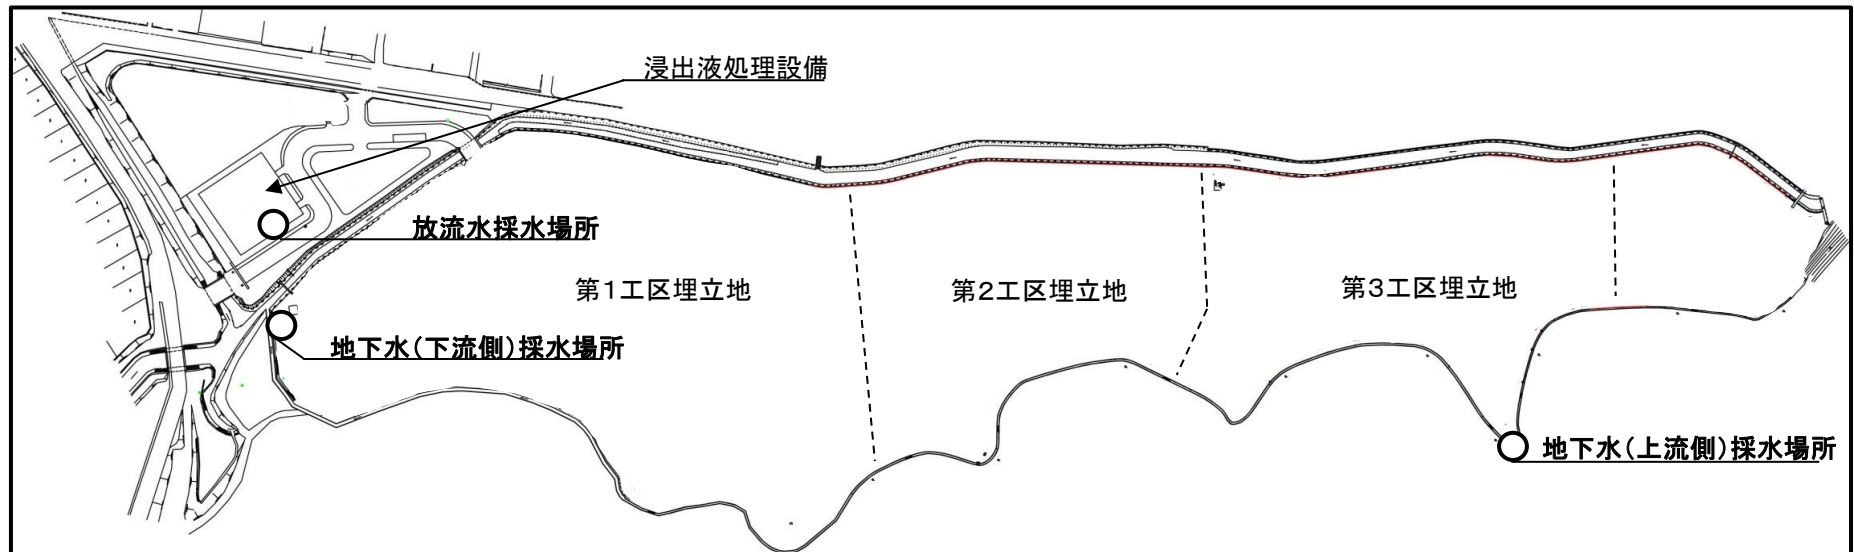 浸出液処理設備
放流水採水場所
第1工区埋立地
第2工区埋立地
第3工区埋立地
地下水(下流側)採水場所
地下水(上流側)採水場所